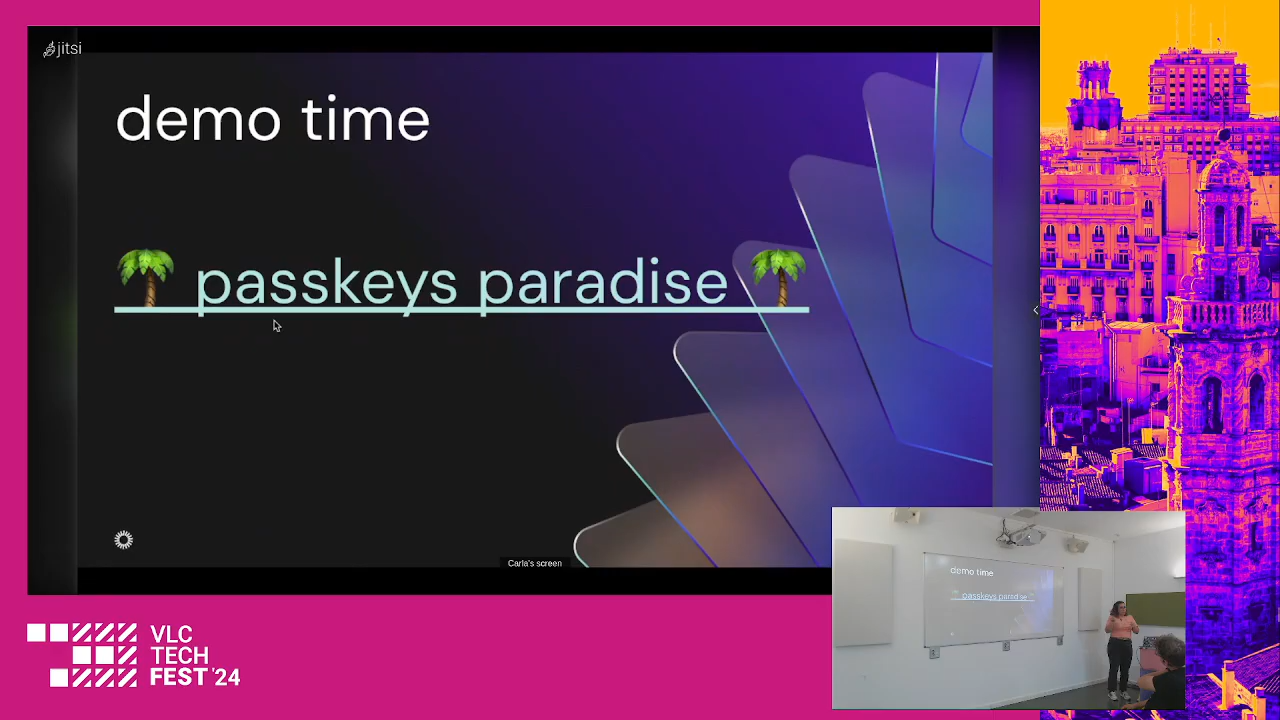 jitsi
demo time
🌴 passkeys paradise 🌴
Carla's screen
demo time
passkeys paradise
VLC
TECH
FEST '24